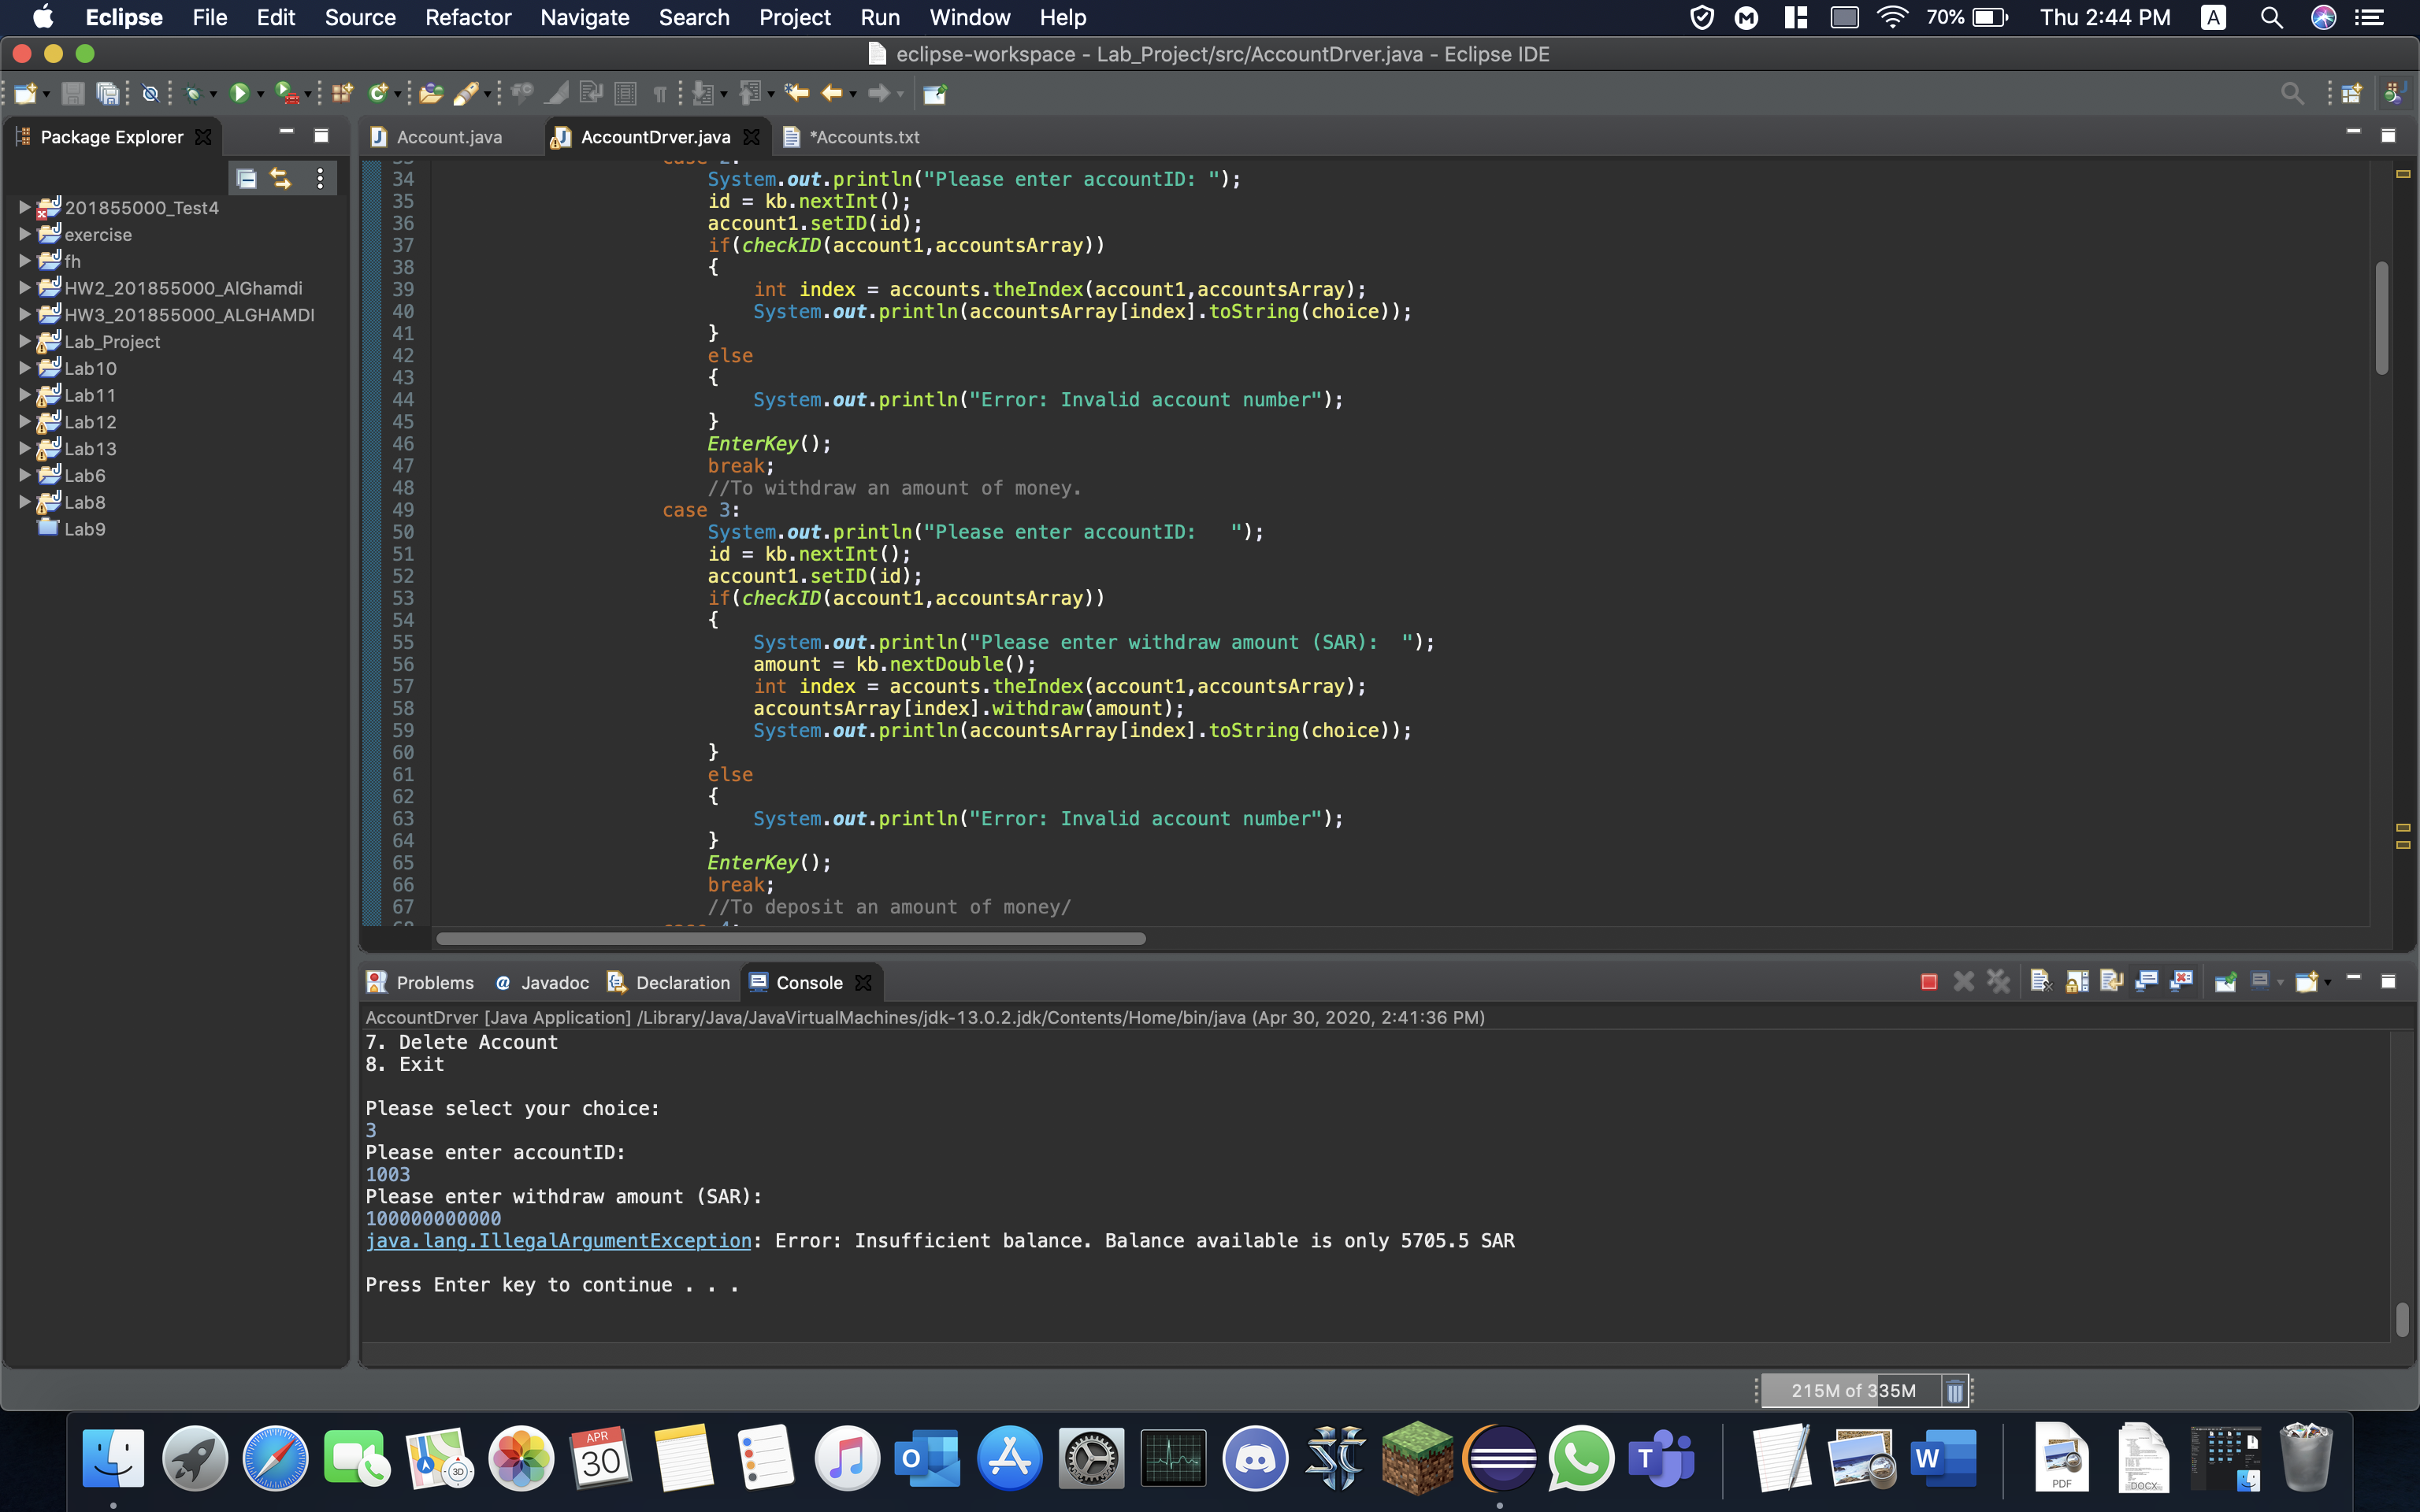 Eclipse File Edit Source Refactor Navigate Search Project Run Window Help 70% Thu 2:44 PM A
eclipse-workspace - Lab_Project/src/AccountDrver.java - Eclipse IDE
Package Explorer
201855000_Test4
exercise
fh
HW2_201855000_AlGhamdi
HW3_201855000_ALGHAMDI
Lab_Project
Lab10
Lab11
Lab12
Lab13
Lab6
Lab8
Lab9
Account.java AccountDrver.java *Accounts.txt
34 System.out.println("Please enter accountID: ");
35 id = kb.nextInt();
36 account1.setID(id);
37 if(checkID(account1,accountsArray))
38 {
39 int index = accounts.theIndex(account1,accountsArray);
40 System.out.println(accountsArray[index].toString(choice));
41 }
42 else
43 {
44 System.out.println("Error: Invalid account number");
45 }
46 EnterKey();
47 break;
48 //To withdraw an amount of money.
49 case 3:
50 System.out.println("Please enter accountID:   ");
51 id = kb.nextInt();
52 account1.setID(id);
53 if(checkID(account1,accountsArray))
54 {
55 System.out.println("Please enter withdraw amount (SAR):  ");
56 amount = kb.nextDouble();
57 int index = accounts.theIndex(account1,accountsArray);
58 accountsArray[index].withdraw(amount);
59 System.out.println(accountsArray[index].toString(choice));
60 }
61 else
62 {
63 System.out.println("Error: Invalid account number");
64 }
65 EnterKey();
66 break;
67 //To deposit an amount of money/
Problems @ Javadoc Declaration Console
AccountDrver [Java Application] /Library/Java/JavaVirtualMachines/jdk-13.0.2.jdk/Contents/Home/bin/java (Apr 30, 2020, 2:41:36 PM)
7. Delete Account
8. Exit
Please select your choice:
3
Please enter accountID:
1003
Please enter withdraw amount (SAR):
100000000000
java.lang.IllegalArgumentException: Error: Insufficient balance. Balance available is only 5705.5 SAR
Press Enter key to continue . . .
215M of 335M
APR
30
3D
PDF
DOCX